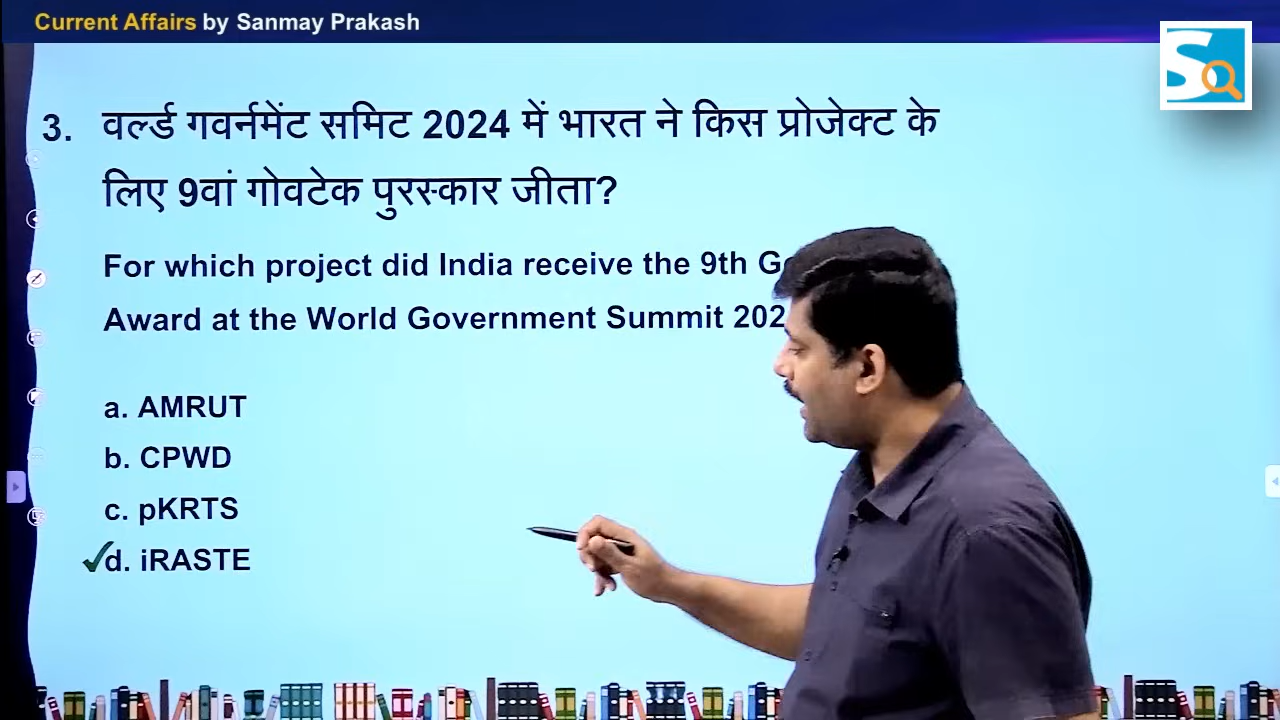 Current Affairs by Sanmay Prakash
3. वर्ल्ड गवर्नमेंट समिट 2024 में भारत ने किस प्रोजेक्ट के
लिए 9वां गोवटेक पुरस्कार जीता?
For which project did India receive the 9th
Award at the World Government Summit
a. AMRUT
b. CPWD
c. pKRTS
d. iRASTE